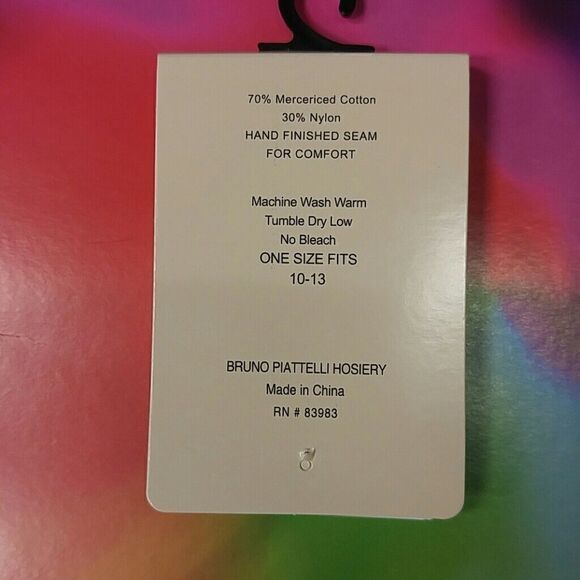 70% Mercericed Cotton
30% Nylon
HAND FINISHED SEAM
FOR COMFORT
Machine Wash Warm
Tumble Dry Low
No Bleach
ONE SIZE FITS
10-13
BRUNO PIATTELLI HOSIERY
Made in China
RN # 83983